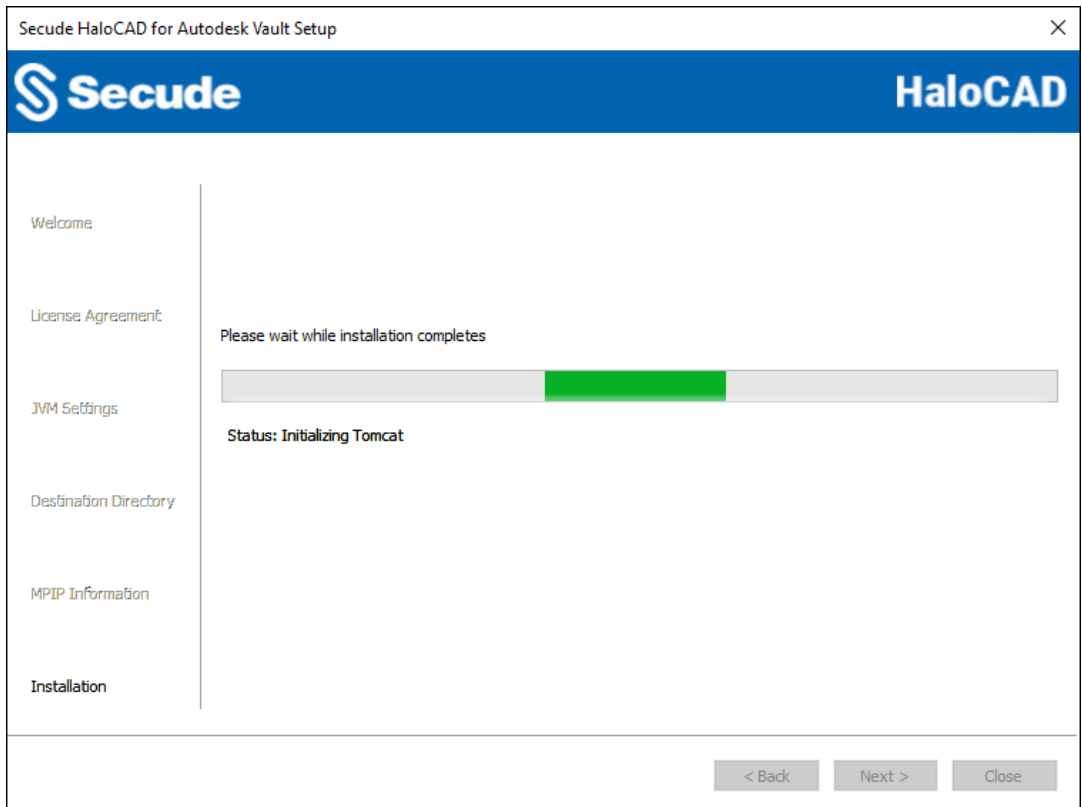 Secude HaloCAD for Autodesk Vault Setup
Secude
HaloCAD
Welcome
License Agreement
JVM Settings
Destination Directory
MPIP Information
Installation
Please wait while installation completes
Status: Initializing Tomcat
< Back
Next >
Close